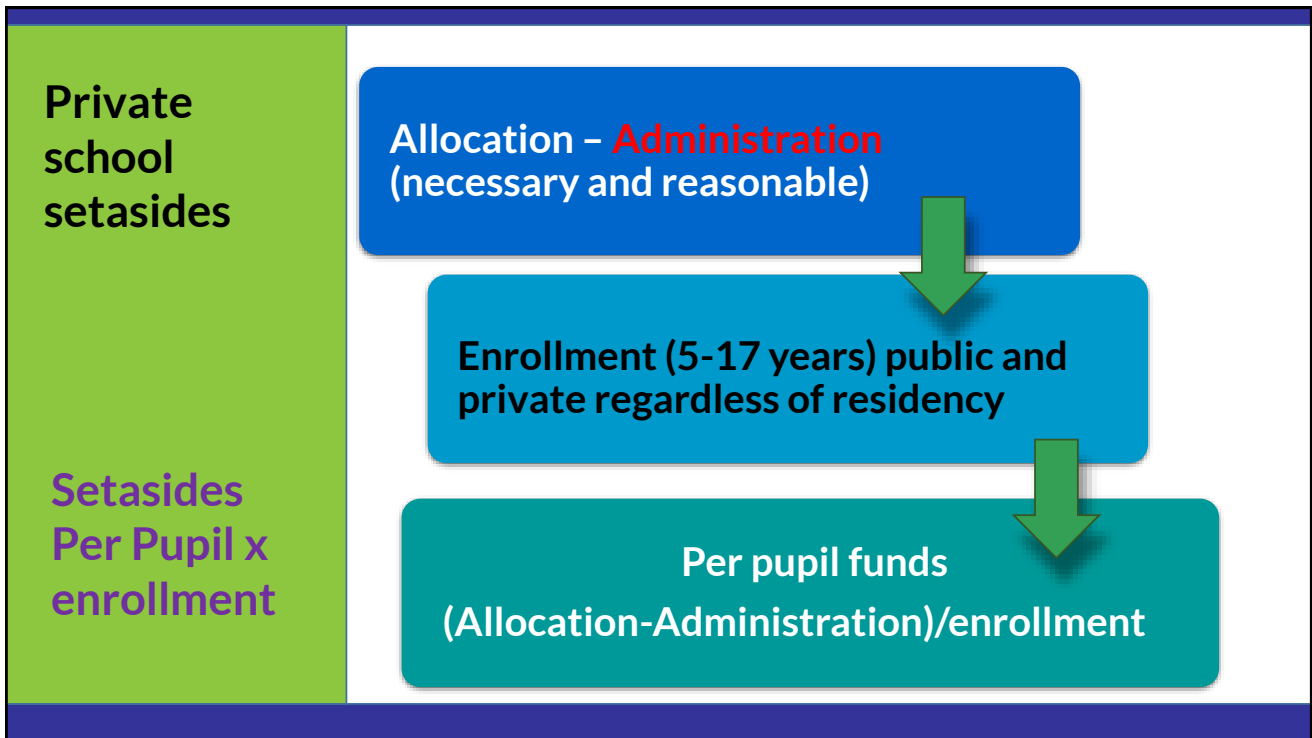 Private
school
setasides
Setasides
Per Pupil x
enrollment
Allocation – Administration
(necessary and reasonable)
Enrollment (5-17 years) public and
private regardless of residency
Per pupil funds
(Allocation-Administration)/enrollment